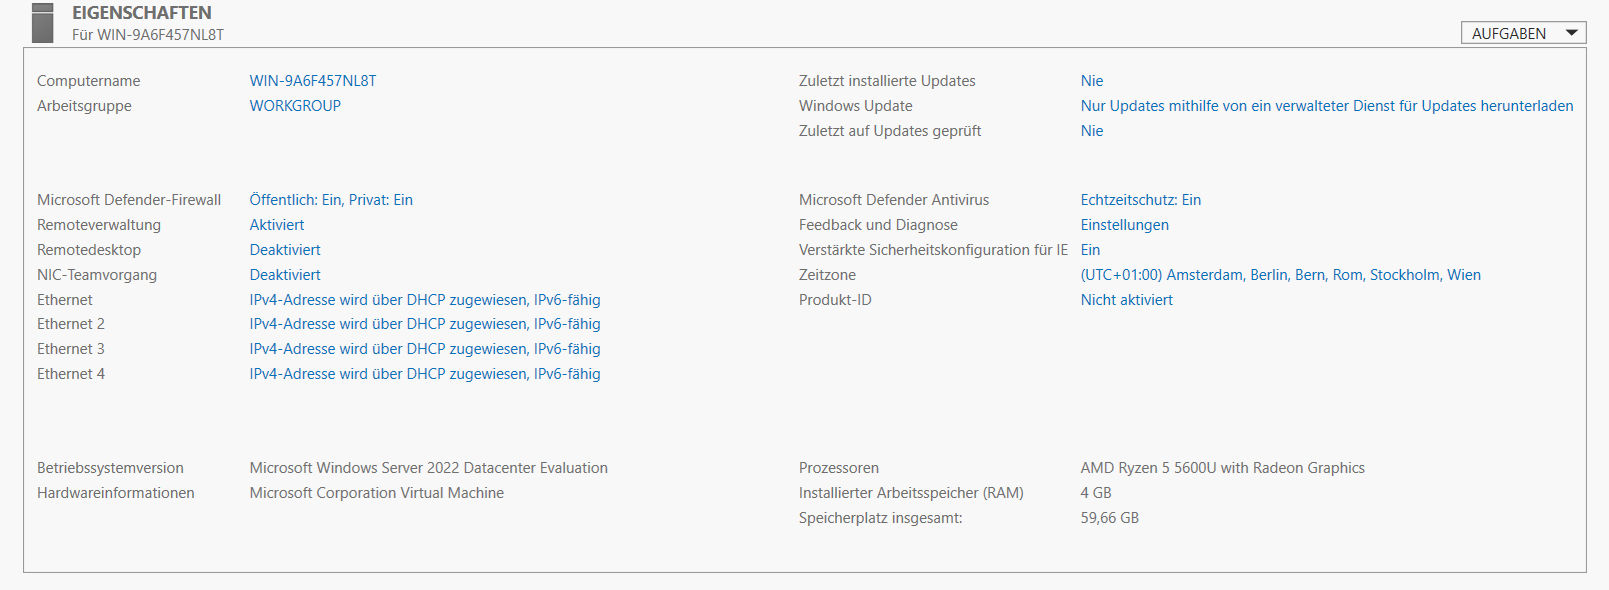 EIGENSCHAFTEN
Für WIN-9A6F457NL8T
AUFGABEN
Computername WIN-9A6F457NL8T
Arbeitsgruppe WORKGROUP
Zuletzt installierte Updates Nie
Windows Update Nur Updates mithilfe von ein verwalteter Dienst für Updates herunterladen
Zuletzt auf Updates geprüft Nie
Microsoft Defender-Firewall Öffentlich: Ein, Privat: Ein
Remoteverwaltung Aktiviert
Remotedesktop Deaktiviert
NIC-Teamvorgang Deaktiviert
Ethernet IPv4-Adresse wird über DHCP zugewiesen, IPv6-fähig
Ethernet 2 IPv4-Adresse wird über DHCP zugewiesen, IPv6-fähig
Ethernet 3 IPv4-Adresse wird über DHCP zugewiesen, IPv6-fähig
Ethernet 4 IPv4-Adresse wird über DHCP zugewiesen, IPv6-fähig
Microsoft Defender Antivirus Echtzeitschutz: Ein
Feedback und Diagnose Einstellungen
Verstärkte Sicherheitskonfiguration für IE Ein
Zeitzone (UTC+01:00) Amsterdam, Berlin, Bern, Rom, Stockholm, Wien
Produkt-ID Nicht aktiviert
Betriebssystemversion Microsoft Windows Server 2022 Datacenter Evaluation
Hardwareinformationen Microsoft Corporation Virtual Machine
Prozessoren AMD Ryzen 5 5600U with Radeon Graphics
Installierter Arbeitsspeicher (RAM) 4 GB
Speicherplatz insgesamt: 59,66 GB